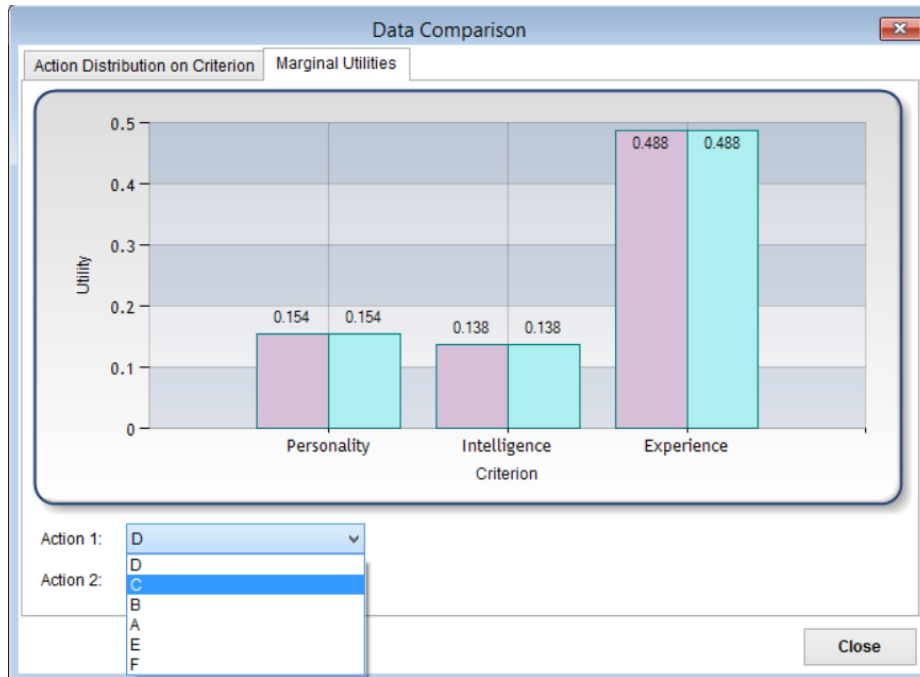 Data Comparison
Action Distribution on Criterion Marginal Utilities
0.5
0.4
0.3
0.2
0.1
0
Utility
0.154 0.154
0.138 0.138
0.488 0.488
Personality Intelligence Experience
Criterion
Action 1: D
D
C
Action 2:
B
A
E
F
Close